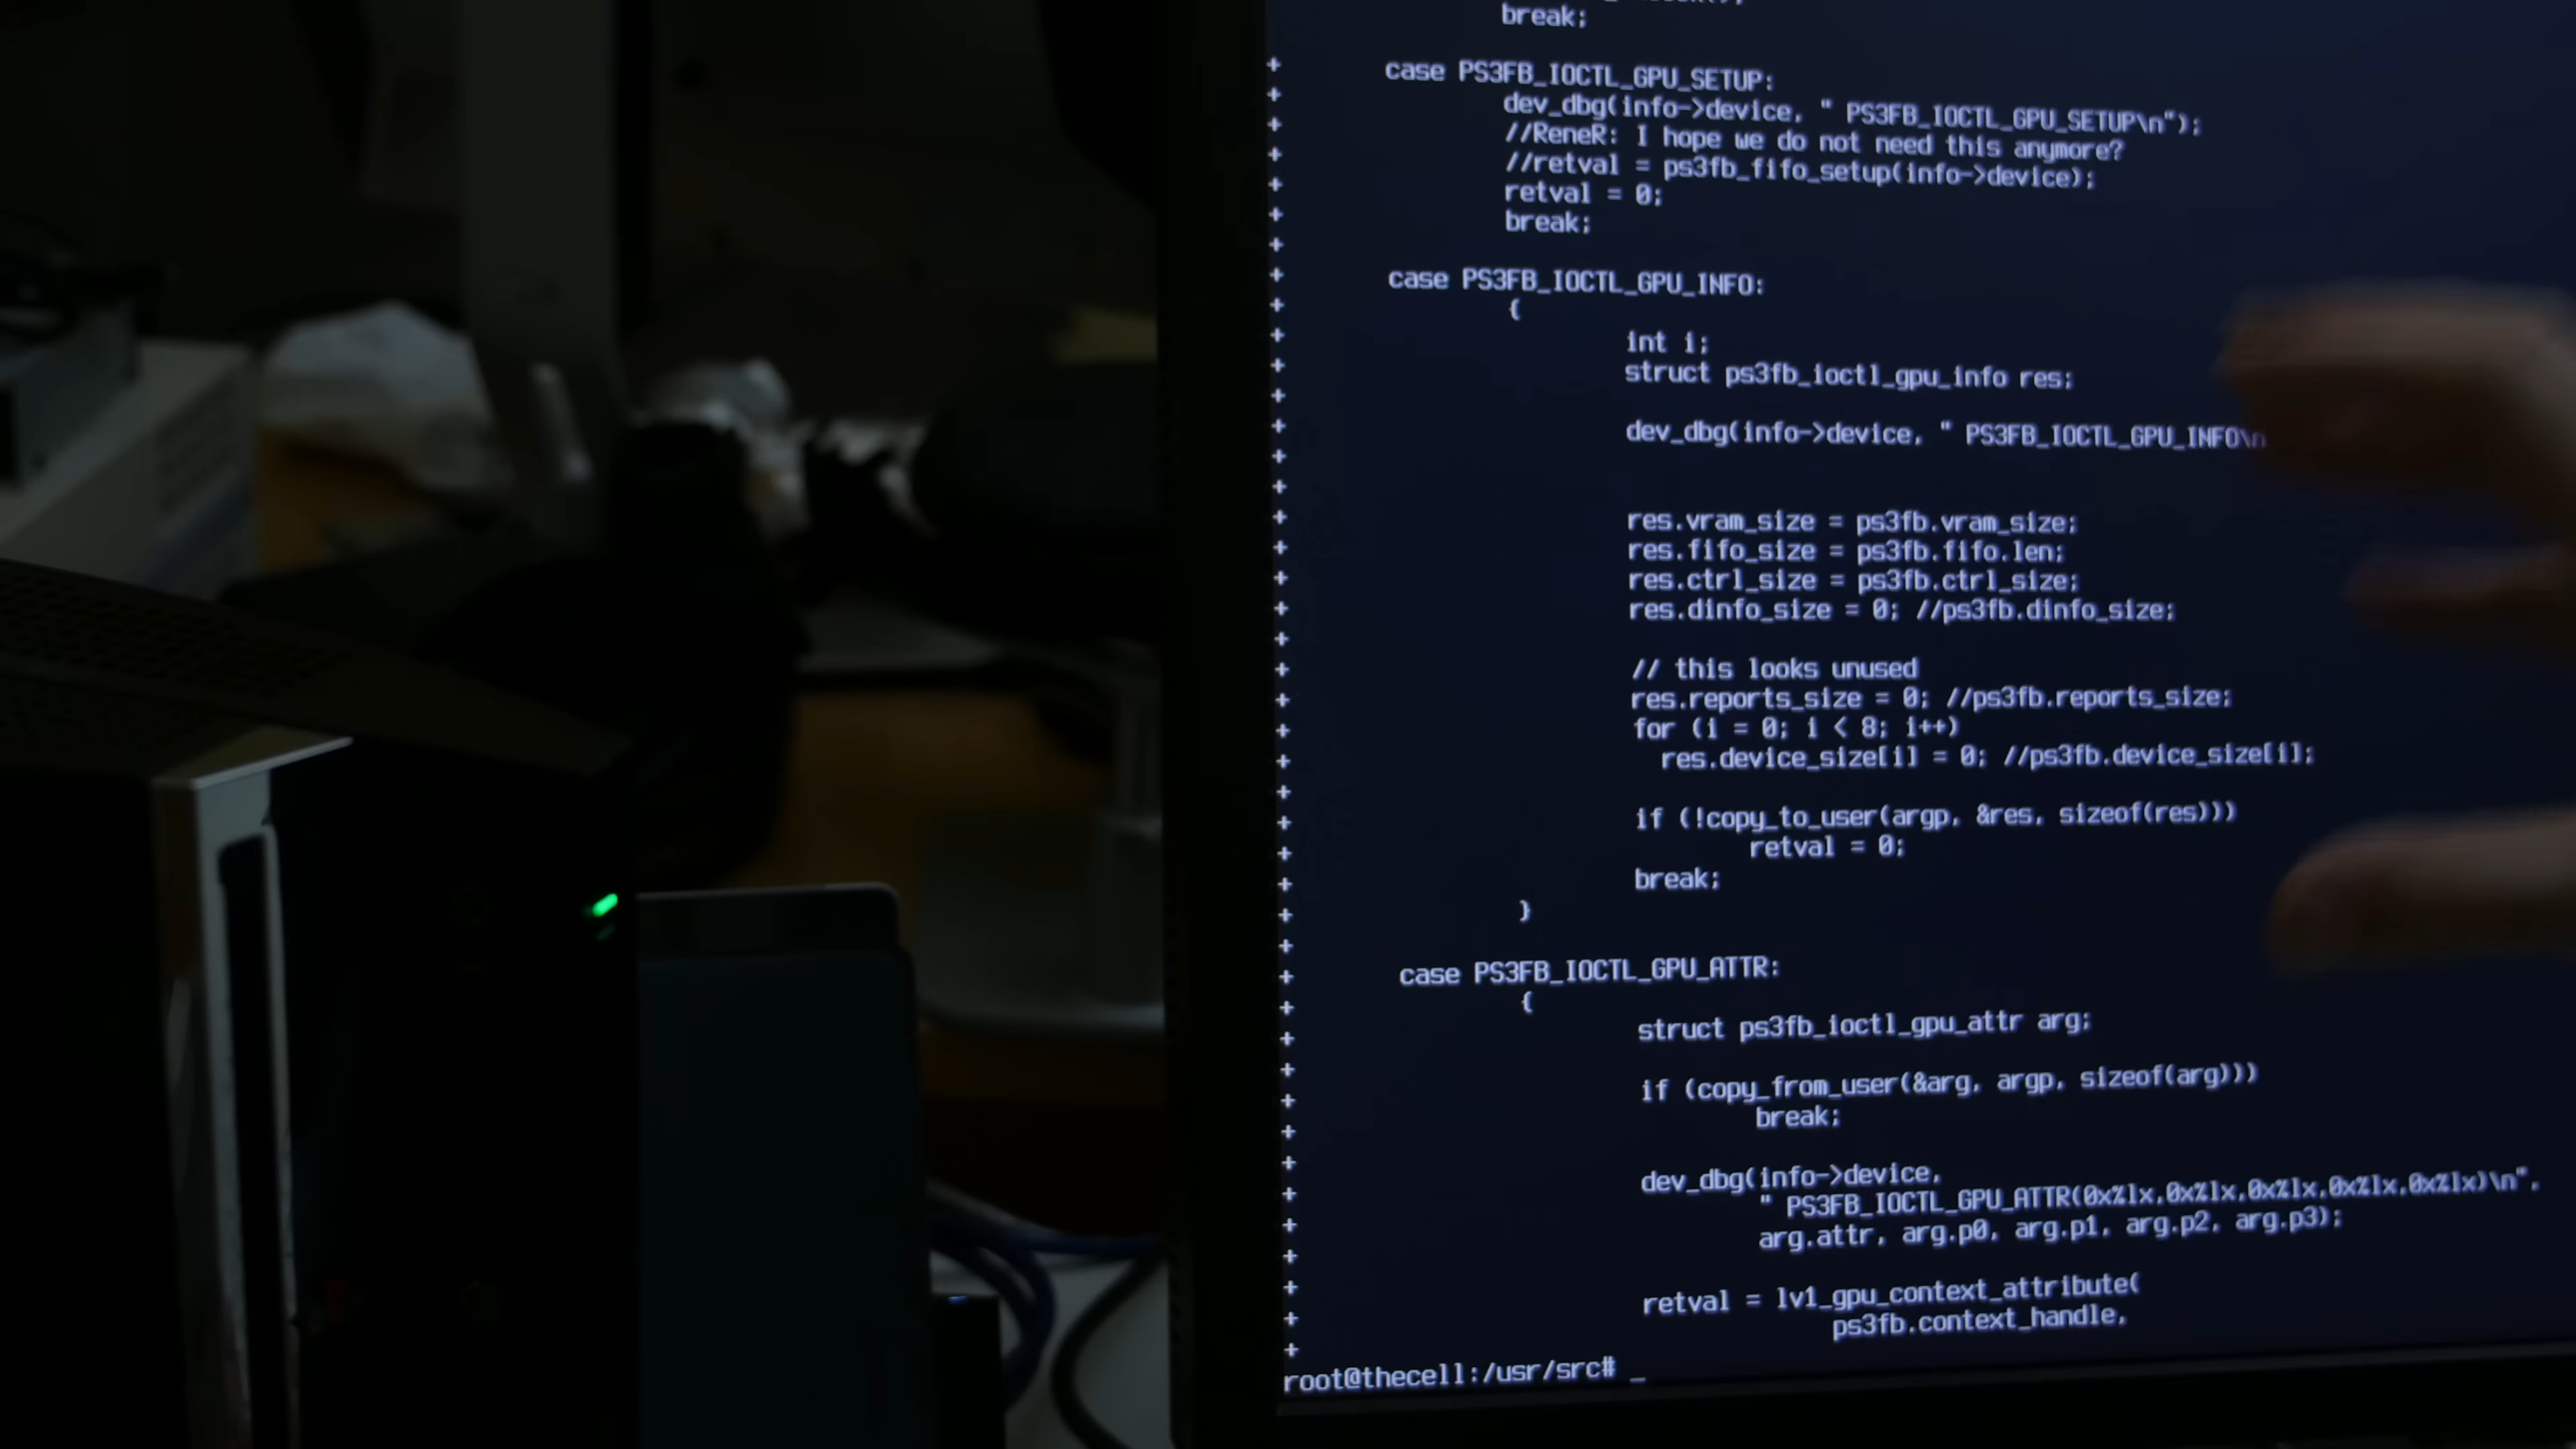 break;
+
+ case PS3FB_IOCTL_GPU_SETUP:
+ dev_dbg(info->device, " PS3FB_IOCTL_GPU_SETUP\n");
+ //ReneR: I hope we do not need this anymore?
+ //retval = ps3fb_fifo_setup(info->device);
+ retval = 0;
+ break;
+
+ case PS3FB_IOCTL_GPU_INFO:
+ {
+ int i;
+ struct ps3fb_ioctl_gpu_info res;
+
+ dev_dbg(info->device, " PS3FB_IOCTL_GPU_INFO\n
+
+
+ res.vram_size = ps3fb.vram_size;
+ res.fifo_size = ps3fb.fifo.len;
+ res.ctrl_size = ps3fb.ctrl_size;
+ res.dinfo_size = 0; //ps3fb.dinfo_size;
+
+ // this looks unused
+ res.reports_size = 0; //ps3fb.reports_size;
+ for (i = 0; i < 8; i++)
+ res.device_size[i] = 0; //ps3fb.device_size[i];
+
+ if (!copy_to_user(argp, &res, sizeof(res)))
+ retval = 0;
+ break;
+ }
+
+ case PS3FB_IOCTL_GPU_ATTR:
+ {
+ struct ps3fb_ioctl_gpu_attr arg;
+
+ if (copy_from_user(&arg, argp, sizeof(arg)))
+ break;
+
+ dev_dbg(info->device,
+ " PS3FB_IOCTL_GPU_ATTR(0x%lx,0x%lx,0x%lx,0x%lx,0x%lx)\n",
+ arg.attr, arg.p0, arg.p1, arg.p2, arg.p3);
+
+ retval = lv1_gpu_context_attribute(
+ ps3fb.context_handle,
root@thecell:/usr/src# _